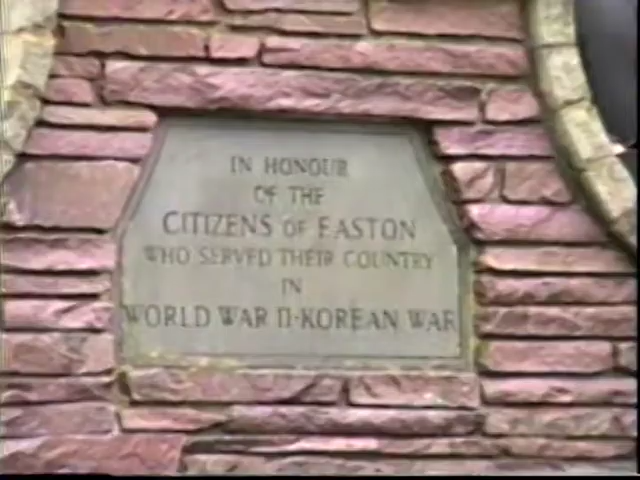 IN HONOUR
OF THE
CITIZENS OF EASTON
WHO SERVED THEIR COUNTRY
IN
WORLD WAR II-KOREAN WAR